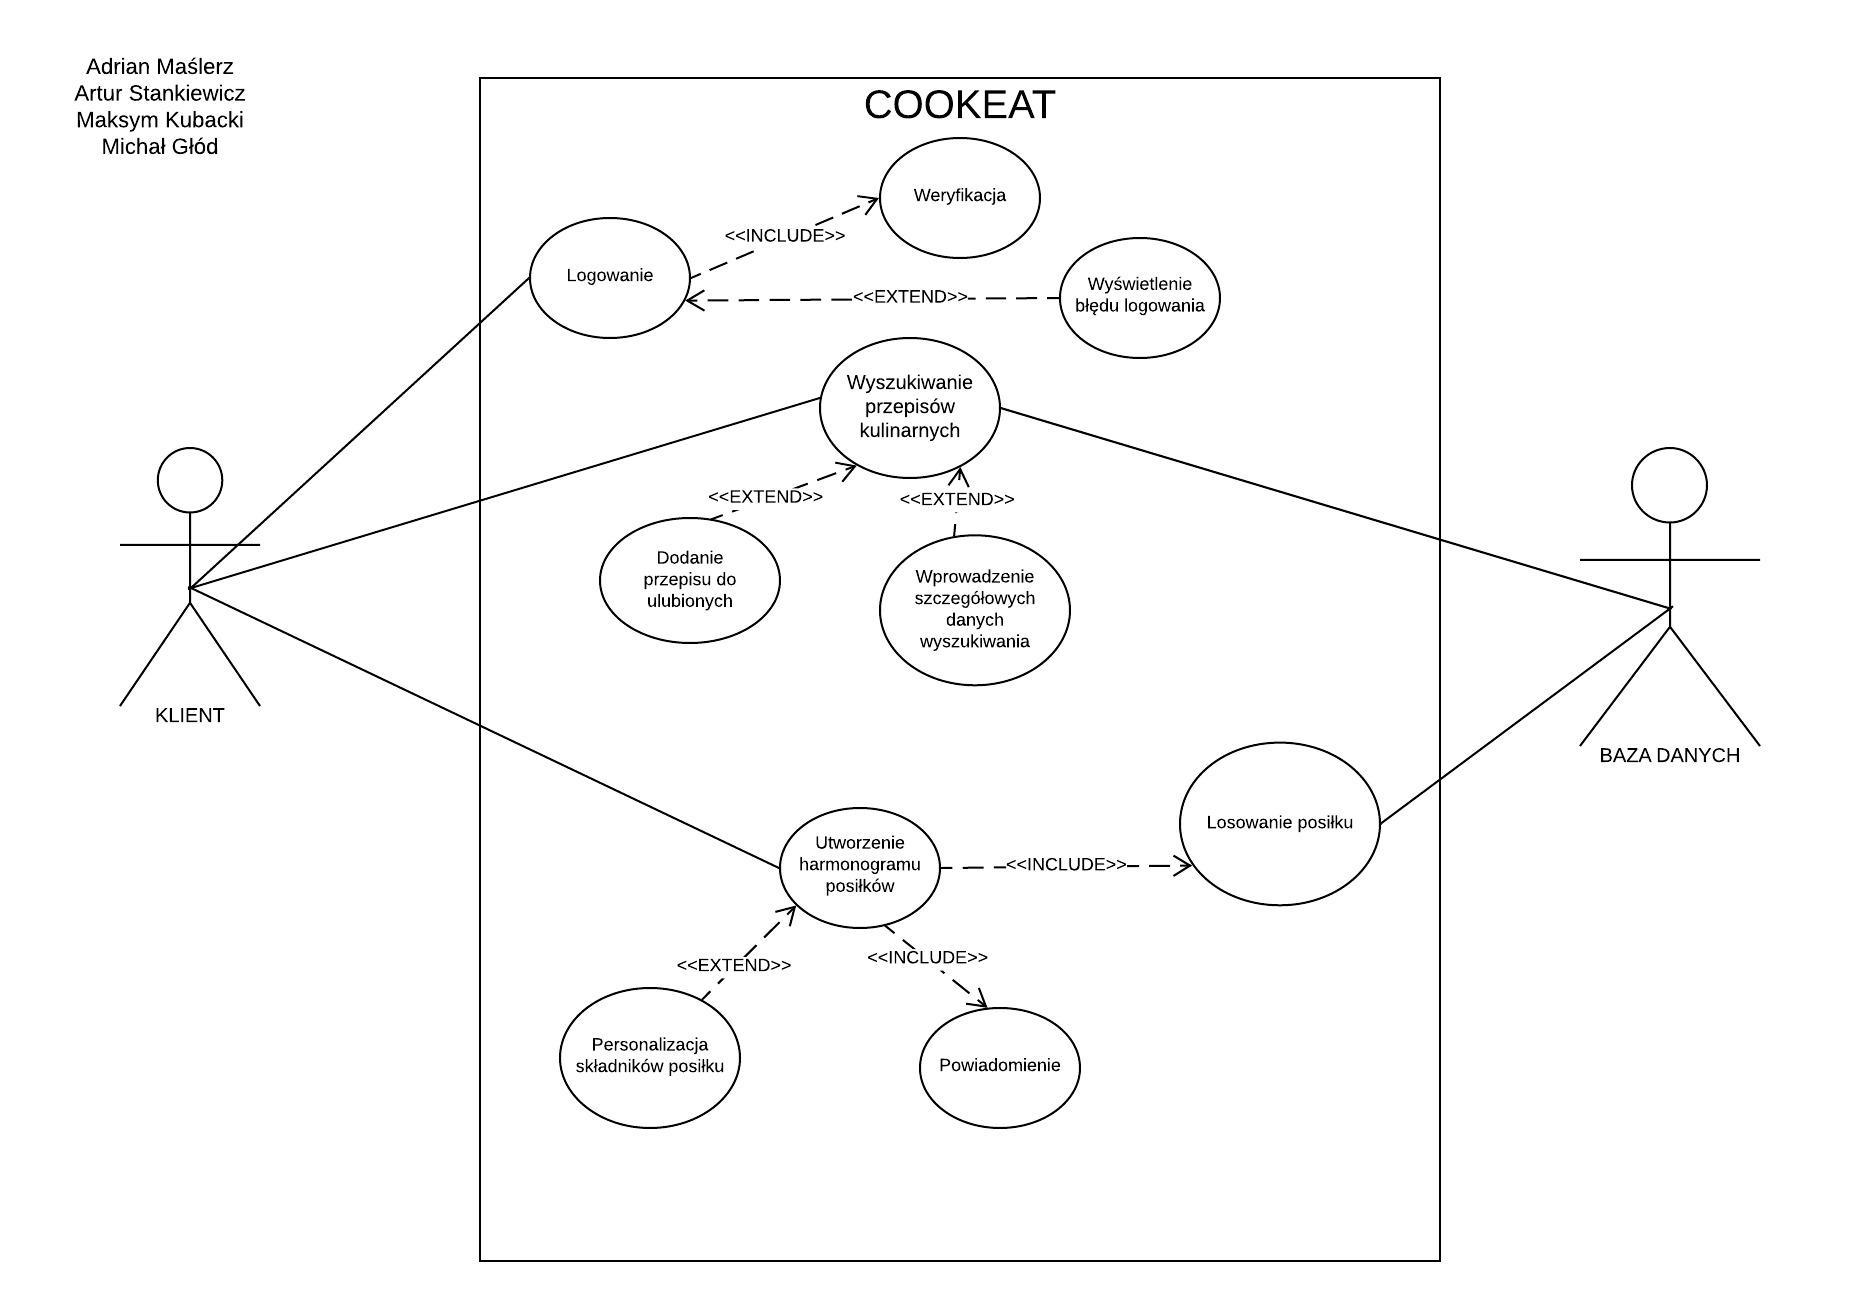 Adrian Maślerz
Artur Stankiewicz
Maksym Kubacki
Michał Głód
COOKEAT
Weryfikacja
<<INCLUDE>>
Logowanie
Wyświetlenie
błędu logowania
<<EXTEND>>
Wyszukiwanie
przepisów
kulinarnych
<<EXTEND>>
<<EXTEND>>
Dodanie
przepisu do
ulubionych
Wprowadzenie
szczegółowych
danych
wyszukiwania
KLIENT
BAZA DANYCH
Losowanie posiłku
Utworzenie
harmonogramu
posiłków
<<INCLUDE>>
<<EXTEND>>
<<INCLUDE>>
Personalizacja
składników posiłku
Powiadomienie